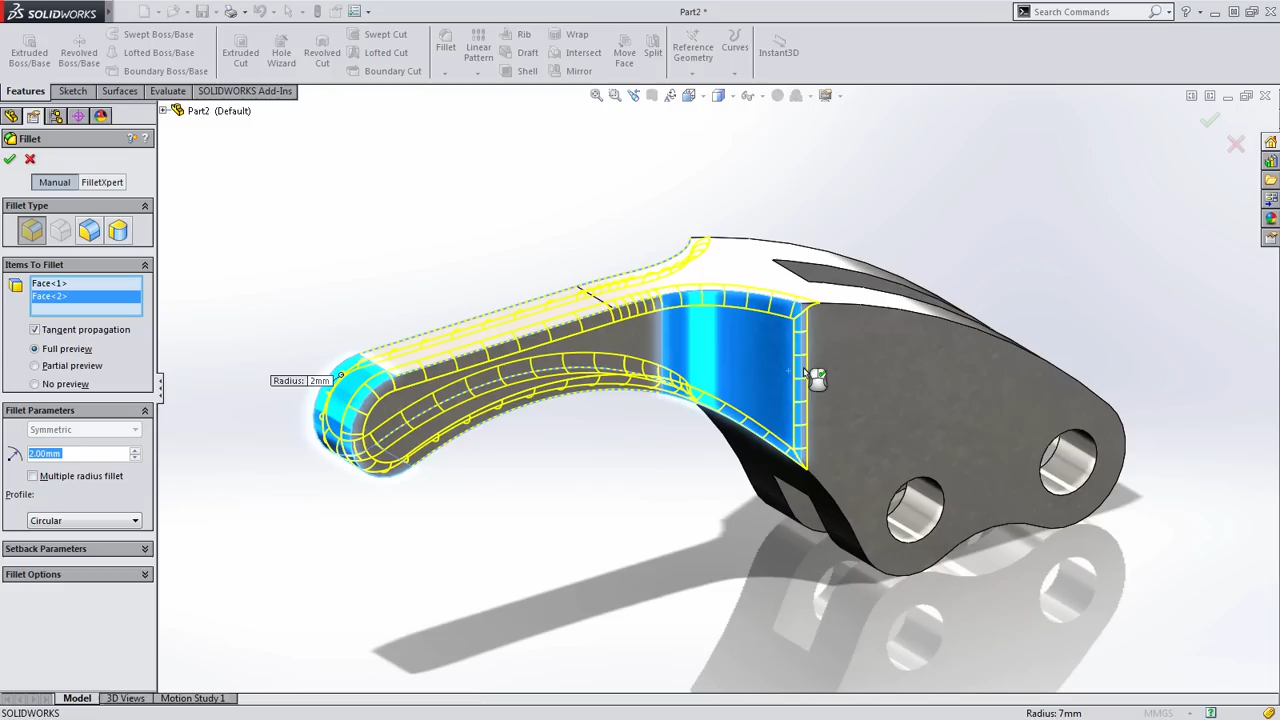 SOLIDWORKS
Part2 *
Search Commands
Extruded Boss/Base
Revolved Boss/Base
Swept Boss/Base
Lofted Boss/Base
Boundary Boss/Base
Extruded Cut
Hole Wizard
Revolved Cut
Swept Cut
Lofted Cut
Boundary Cut
Fillet
Linear Pattern
Rib
Draft
Shell
Wrap
Intersect
Mirror
Move Face
Split
Reference Geometry
Curves
Instant3D
Features
Sketch
Surfaces
Evaluate
SOLIDWORKS Add-Ins
Part2 (Default)
Fillet
Manual
FilletXpert
Fillet Type
Items To Fillet
Face<1>
Face<2>
Tangent propagation
Full preview
Partial preview
No preview
Fillet Parameters
Symmetric
2.00mm
Multiple radius fillet
Profile:
Circular
Setback Parameters
Fillet Options
Radius: 2mm
Model
3D Views
Motion Study 1
SOLIDWORKS
Radius: 7mm
MMGS